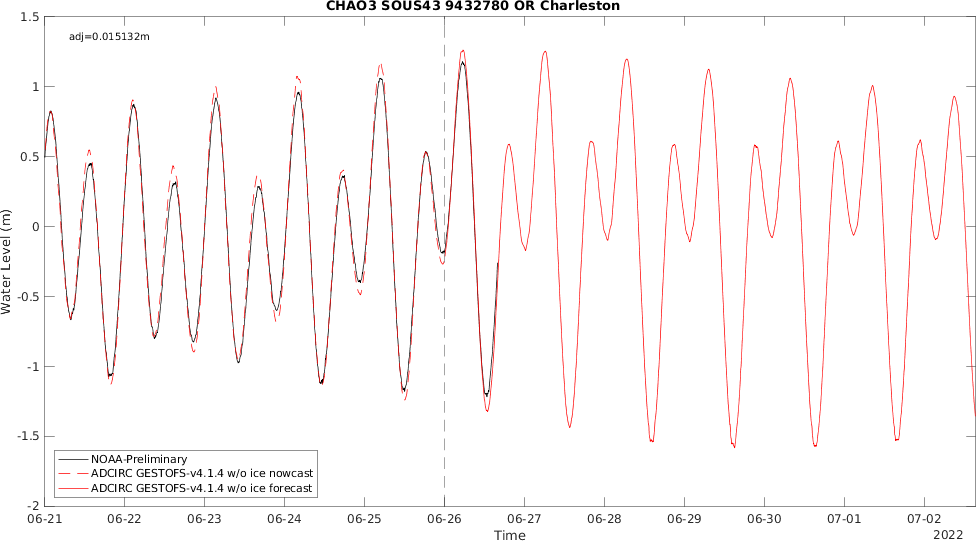 CHAO3 SOUS43 9432780 OR Charleston
adj=0.015132m
1.5
1
0.5
0
-0.5
-1
-1.5
-2
Water Level (m)
NOAA-Preliminary
ADCIRC GESTOFS-v4.1.4 w/o ice nowcast
ADCIRC GESTOFS-v4.1.4 w/o ice forecast
06-21 06-22 06-23 06-24 06-25 06-26 06-27 06-28 06-29 06-30 07-01 07-02
Time
2022